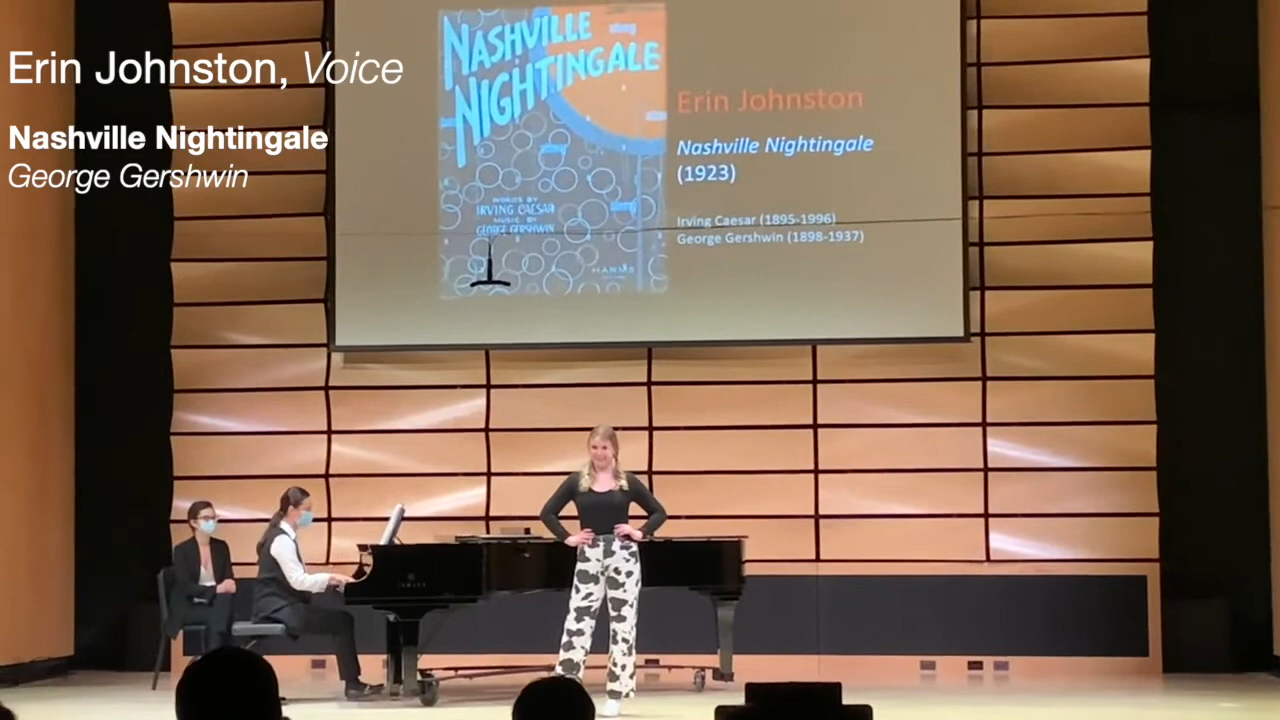 Erin Johnston, Voice
Nashville Nightingale
George Gershwin
NASHVILLE
NIGHTINGALE
WORDS BY
IRVING CAESAR
MUSIC BY
GEORGE GERSHWIN
HARMS
Erin Johnston
Nashville Nightingale
(1923)
Irving Caesar (1895-1996)
George Gershwin (1898-1937)